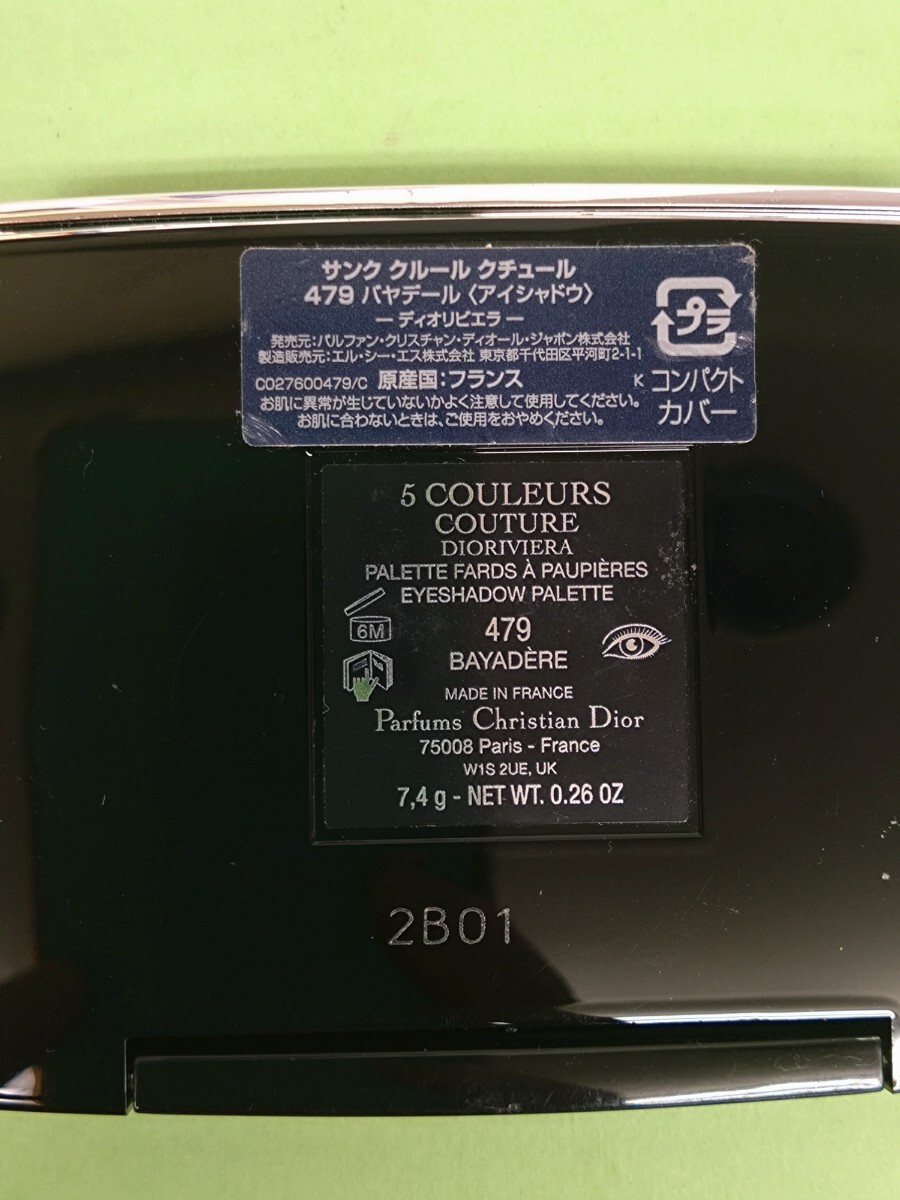 サンク クルール クチュール
479 バヤデール〈アイシャドウ〉
ーディオリビエラー
発売元:パルファン・クリスチャン・ディオール・ジャポン株式会社
製造販売元:エル・シー・エス株式会社 東京都千代田区平河町2-1-1
C027600479/C 原産国:フランス
お肌に異常が生じていないかよく注意して使用してください。
お肌に合わないときは、ご使用をおやめください。
プラ
K コンパクト
カバー
5 COULEURS
COUTURE
DIORIVIERA
PALETTE FARDS À PAUPIÈRES
EYESHADOW PALETTE
6M
479
BAYADÈRE
MADE IN FRANCE
Parfums Christian Dior
75008 Paris - France
W1S 2UE, UK
7,4 g - NET WT. 0.26 OZ
2B01